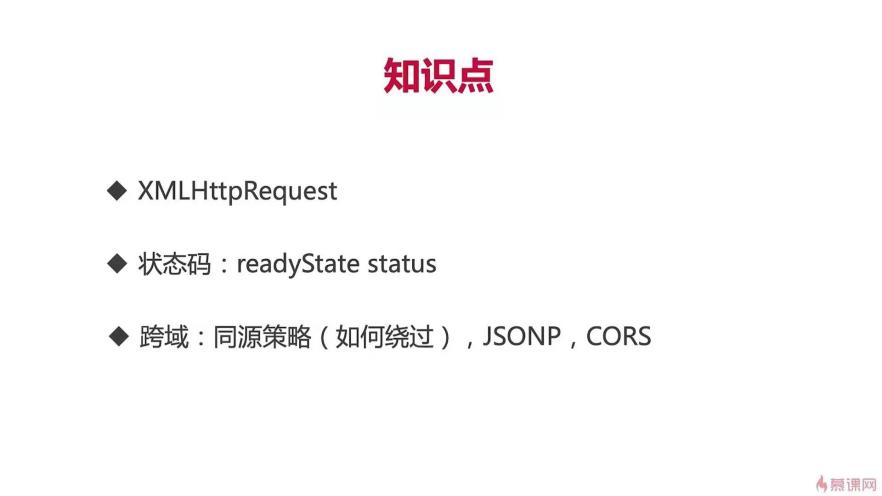 知识点
◆ XMLHttpRequest
◆ 状态码：readyState status
◆ 跨域：同源策略（如何绕过），JSONP，CORS
慕课网